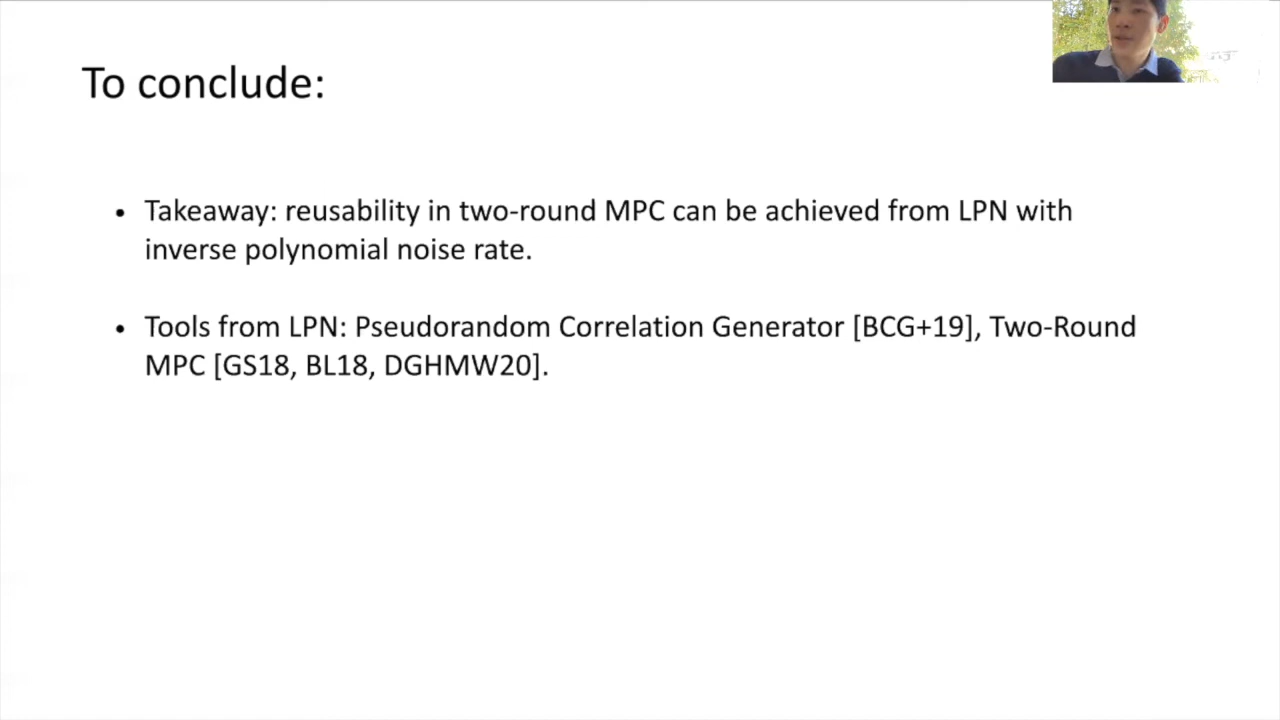 To conclude:
• Takeaway: reusability in two-round MPC can be achieved from LPN with
inverse polynomial noise rate.
• Tools from LPN: Pseudorandom Correlation Generator [BCG+19], Two-Round
MPC [GS18, BL18, DGHMW20].